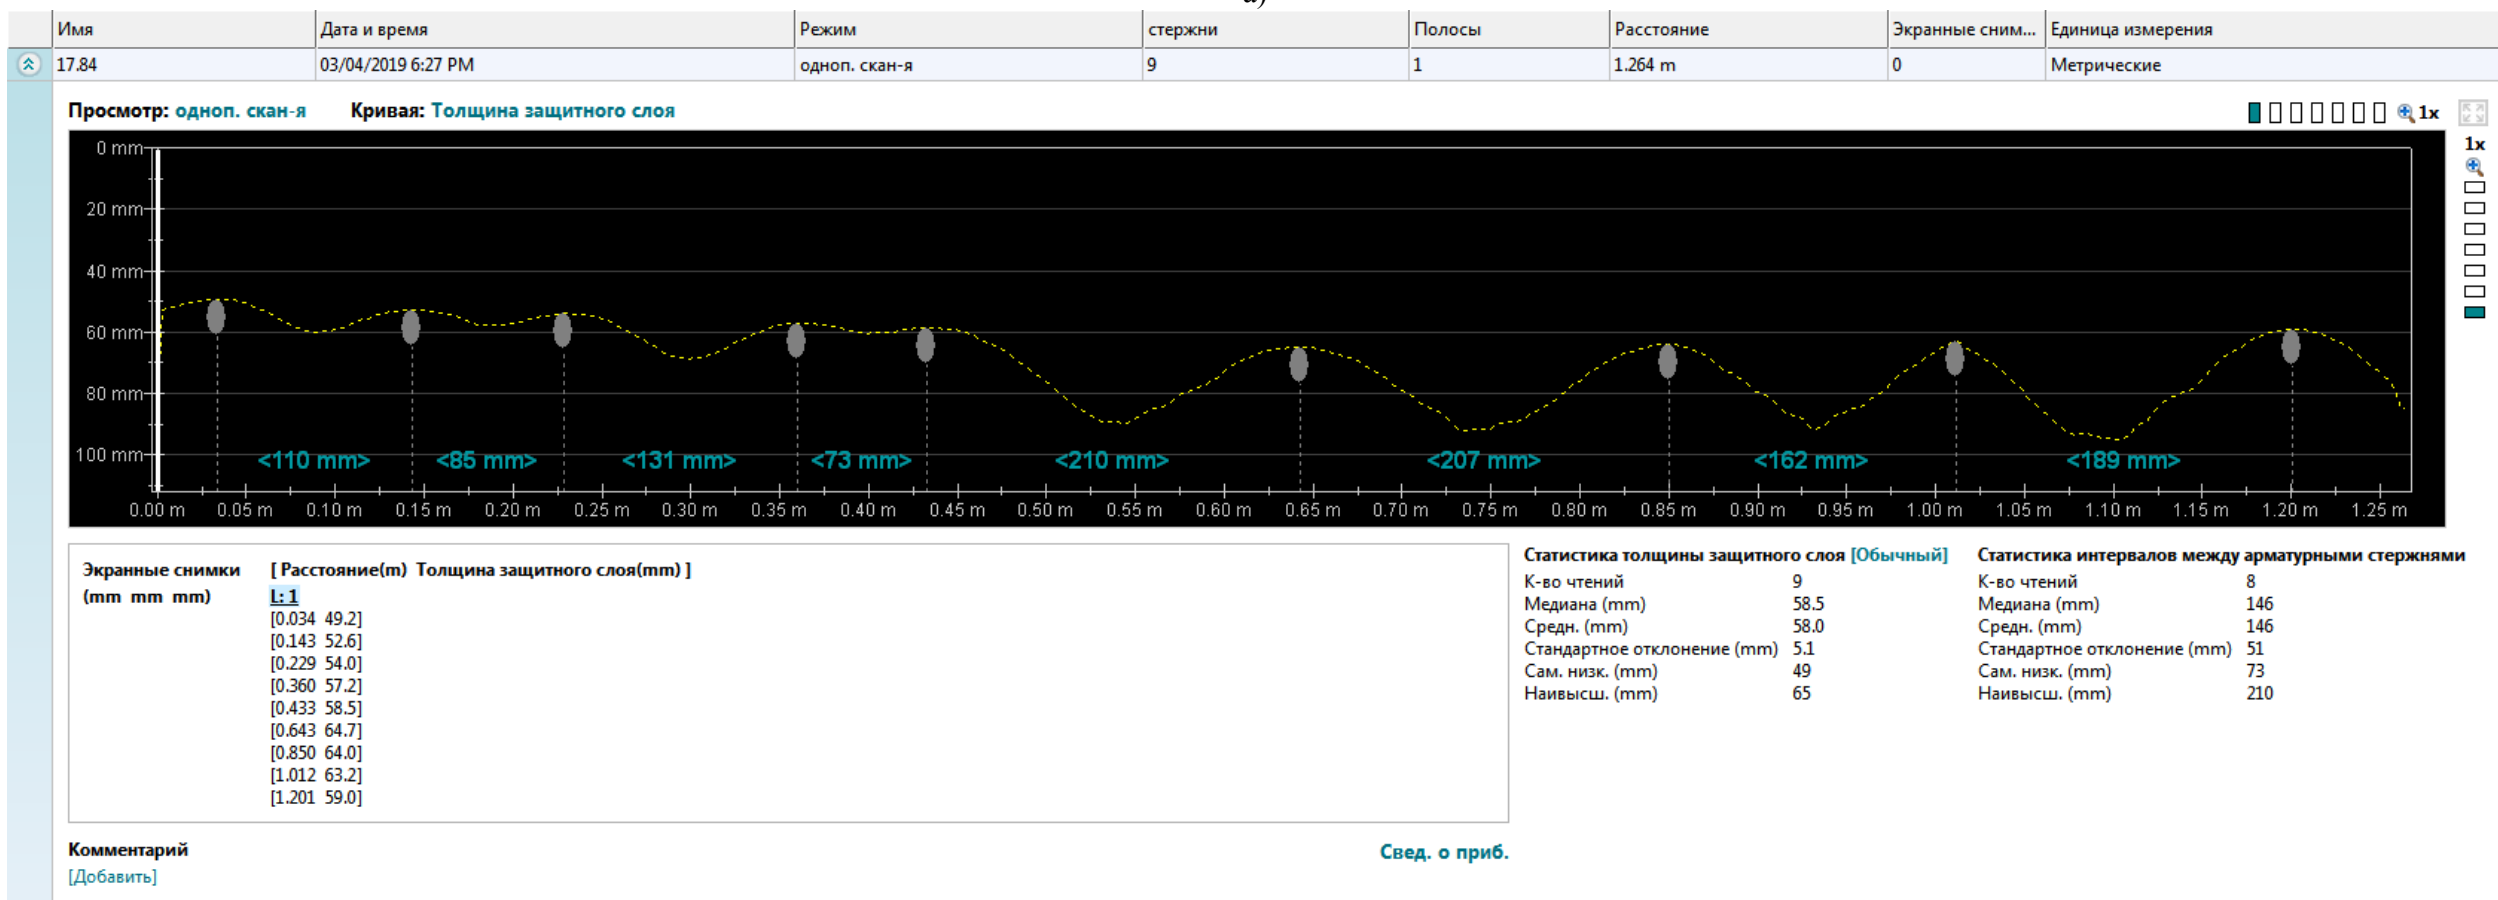 а)
Имя Дата и время Режим стержни Полосы Расстояние Экранные сним... Единица измерения
17.84 03/04/2019 6:27 PM одноп. скан-я 9 1 1.264 m 0 Метрические
Просмотр: одноп. скан-я Кривая: Толщина защитного слоя 1x
1x
0 mm
20 mm
40 mm
60 mm
80 mm
100 mm
<110 mm> <85 mm> <131 mm> <73 mm> <210 mm> <207 mm> <162 mm> <189 mm>
0.00 m 0.05 m 0.10 m 0.15 m 0.20 m 0.25 m 0.30 m 0.35 m 0.40 m 0.45 m 0.50 m 0.55 m 0.60 m 0.65 m 0.70 m 0.75 m 0.80 m 0.85 m 0.90 m 0.95 m 1.00 m 1.05 m 1.10 m 1.15 m 1.20 m 1.25 m
Экранные снимки
(mm mm mm)
[ Расстояние(m) Толщина защитного слоя(mm) ]
L: 1
[0.034 49.2]
[0.143 52.6]
[0.229 54.0]
[0.360 57.2]
[0.433 58.5]
[0.643 64.7]
[0.850 64.0]
[1.012 63.2]
[1.201 59.0]
Статистика толщины защитного слоя [Обычный]
К-во чтений 9
Медиана (mm) 58.5
Средн. (mm) 58.0
Стандартное отклонение (mm) 5.1
Сам. низк. (mm) 49
Наивысш. (mm) 65
Статистика интервалов между арматурными стержнями
К-во чтений 8
Медиана (mm) 146
Средн. (mm) 146
Стандартное отклонение (mm) 51
Сам. низк. (mm) 73
Наивысш. (mm) 210
Комментарий
[Добавить]
Свед. о приб.